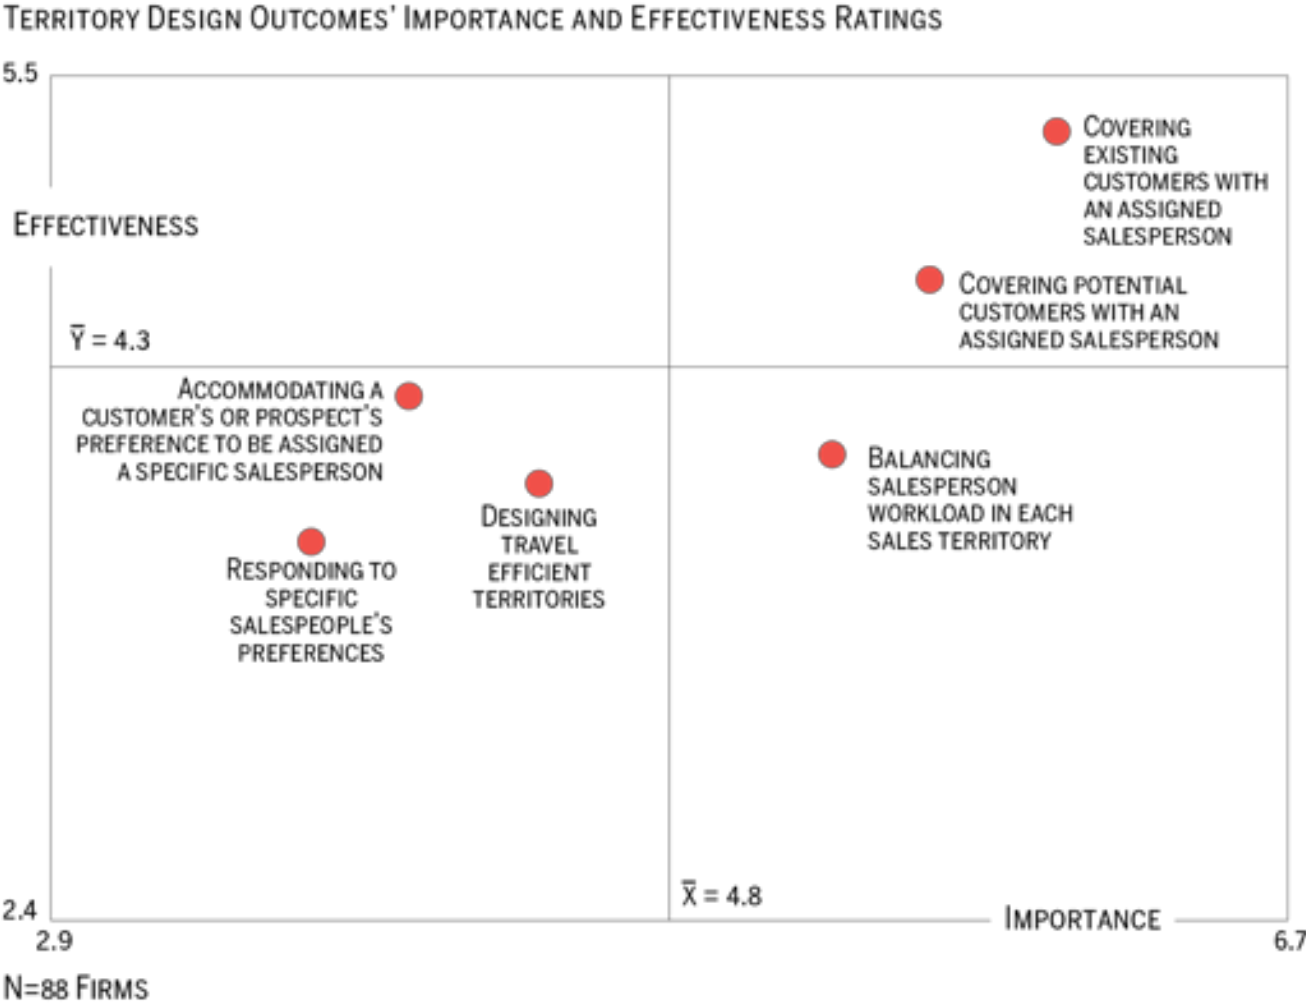 TERRITORY DESIGN OUTCOMES' IMPORTANCE AND EFFECTIVENESS RATINGS
5.5
COVERING
EXISTING
CUSTOMERS WITH
AN ASSIGNED
SALESPERSON
EFFECTIVENESS
COVERING POTENTIAL
CUSTOMERS WITH AN
ASSIGNED SALESPERSON
Y̅ = 4.3
ACCOMMODATING A
CUSTOMER'S OR PROSPECT'S
PREFERENCE TO BE ASSIGNED
A SPECIFIC SALESPERSON
BALANCING
SALESPERSON
WORKLOAD IN EACH
SALES TERRITORY
DESIGNING
TRAVEL
EFFICIENT
TERRITORIES
RESPONDING TO
SPECIFIC
SALESPEOPLE'S
PREFERENCES
X̅ = 4.8
2.4
IMPORTANCE
2.9
6.7
N=88 FIRMS